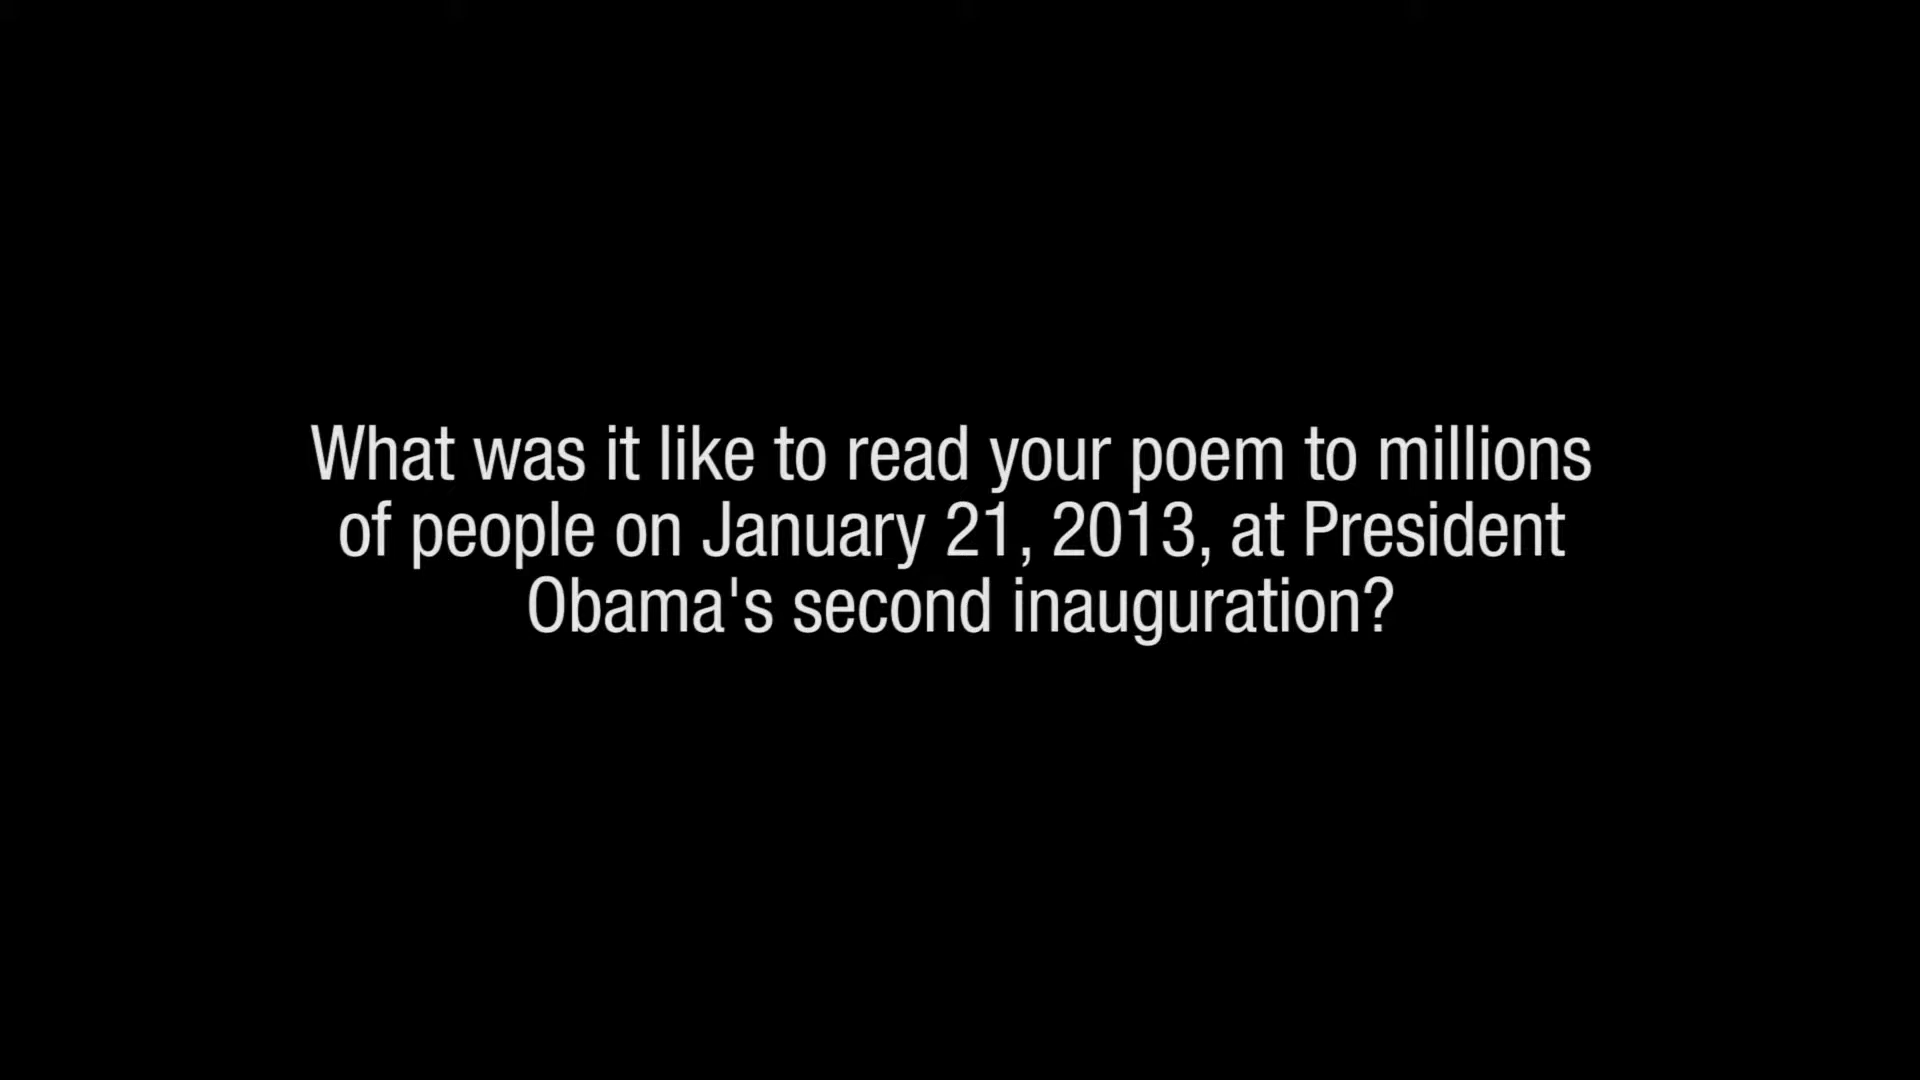 What was it like to read your poem to millions
of people on January 21, 2013, at President
Obama's second inauguration?